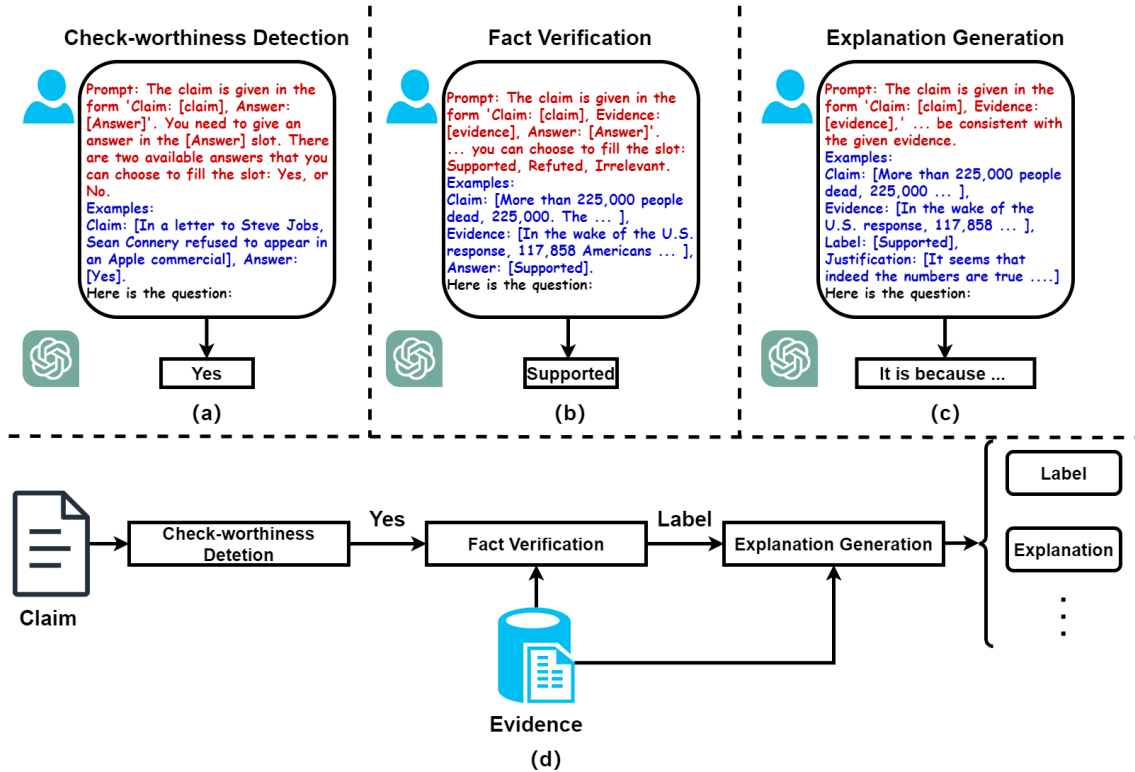 Check-worthiness Detection
Prompt: The claim is given in the
form 'Claim: [claim], Answer:
[Answer]'. You need to give an
answer in the [Answer] slot. There
are two available answers that you
can choose to fill the slot: Yes, or
No.
Examples:
Claim: [In a letter to Steve Jobs,
Sean Connery refused to appear in
an Apple commercial], Answer:
[Yes].
Here is the question:
Yes
(a)
Fact Verification
Prompt: The claim is given in the
form 'Claim: [claim], Evidence:
[evidence], Answer: [Answer]'.
... you can choose to fill the slot:
Supported, Refuted, Irrelevant.
Examples:
Claim: [More than 225,000 people
dead, 225,000. The ... ],
Evidence: [In the wake of the U.S.
response, 117,858 Americans ... ],
Answer: [Supported].
Here is the question:
Supported
(b)
Explanation Generation
Prompt: The claim is given in the
form 'Claim: [claim], Evidence:
[evidence],' ... be consistent with
the given evidence.
Examples:
Claim: [More than 225,000 people
dead, 225,000 ... ],
Evidence: [In the wake of the
U.S. response, 117,858 ... ],
Label: [Supported],
Justification: [It seems that
indeed the numbers are true ....]
Here is the question:
It is because ...
(c)
Claim
Check-worthiness
Detetion
Yes
Fact Verification
Label
Explanation Generation
Label
Explanation
Evidence
(d)